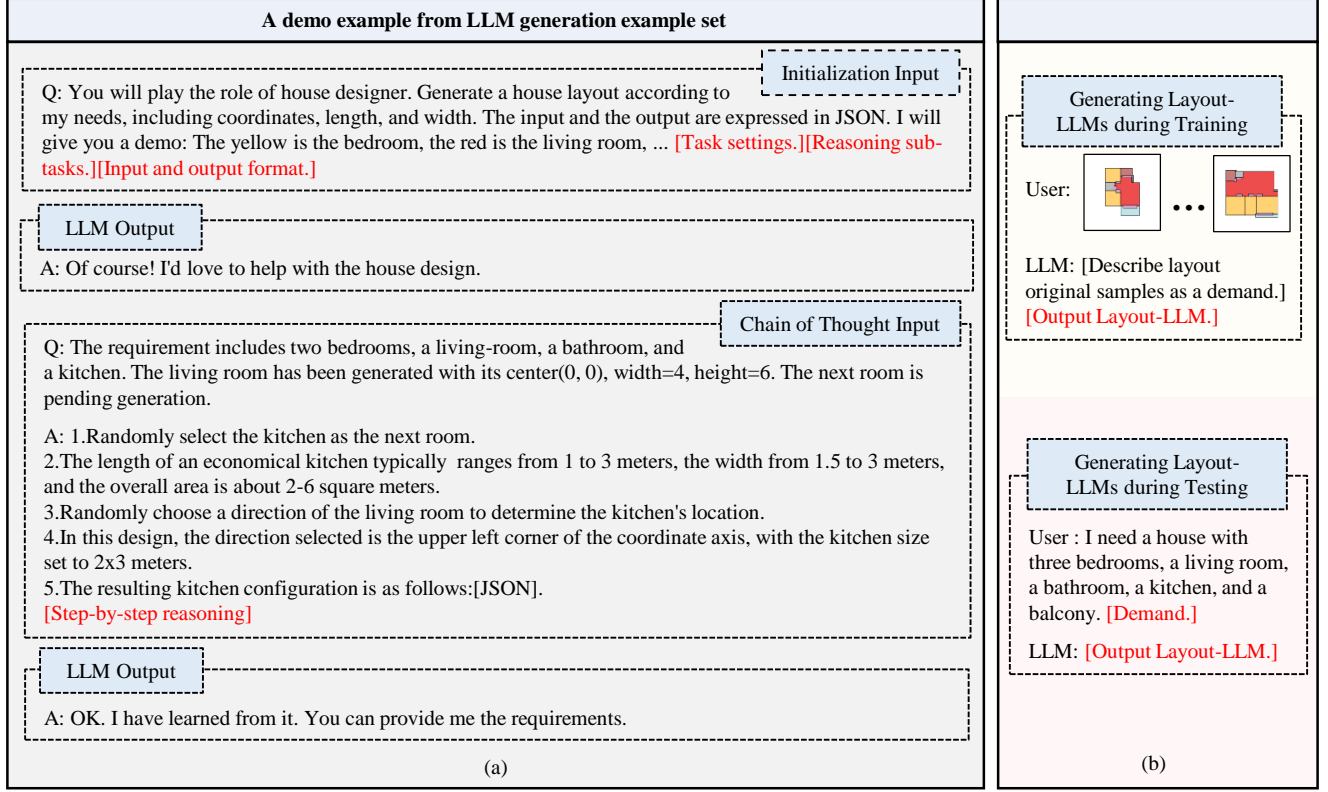 A demo example from LLM generation example set
Initialization Input
Q: You will play the role of house designer. Generate a house layout according to
my needs, including coordinates, length, and width. The input and the output are expressed in JSON. I will
give you a demo: The yellow is the bedroom, the red is the living room, ... [Task settings.][Reasoning sub-
tasks.][Input and output format.]
LLM Output
A: Of course! I'd love to help with the house design.
Chain of Thought Input
Q: The requirement includes two bedrooms, a living-room, a bathroom, and
a kitchen. The living room has been generated with its center(0, 0), width=4, height=6. The next room is
pending generation.
A: 1.Randomly select the kitchen as the next room.
2.The length of an economical kitchen typically ranges from 1 to 3 meters, the width from 1.5 to 3 meters,
and the overall area is about 2-6 square meters.
3.Randomly choose a direction of the living room to determine the kitchen's location.
4.In this design, the direction selected is the upper left corner of the coordinate axis, with the kitchen size
set to 2x3 meters.
5.The resulting kitchen configuration is as follows:[JSON].
[Step-by-step reasoning]
LLM Output
A: OK. I have learned from it. You can provide me the requirements.
(a)
Generating Layout-
LLMs during Training
User:
...
LLM: [Describe layout
original samples as a demand.]
[Output Layout-LLM.]
Generating Layout-
LLMs during Testing
User : I need a house with
three bedrooms, a living room,
a bathroom, a kitchen, and a
balcony. [Demand.]
LLM: [Output Layout-LLM.]
(b)